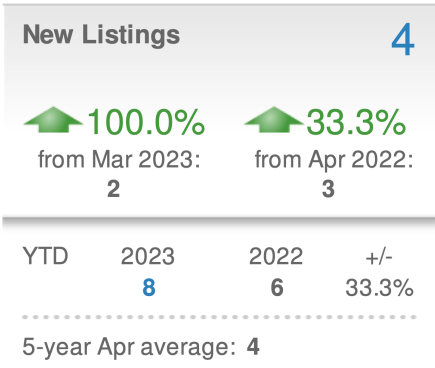 New Listings 4
100.0% 33.3%
from Mar 2023: from Apr 2022:
2 3
YTD 2023 2022 +/-
8 6 33.3%
5-year Apr average: 4